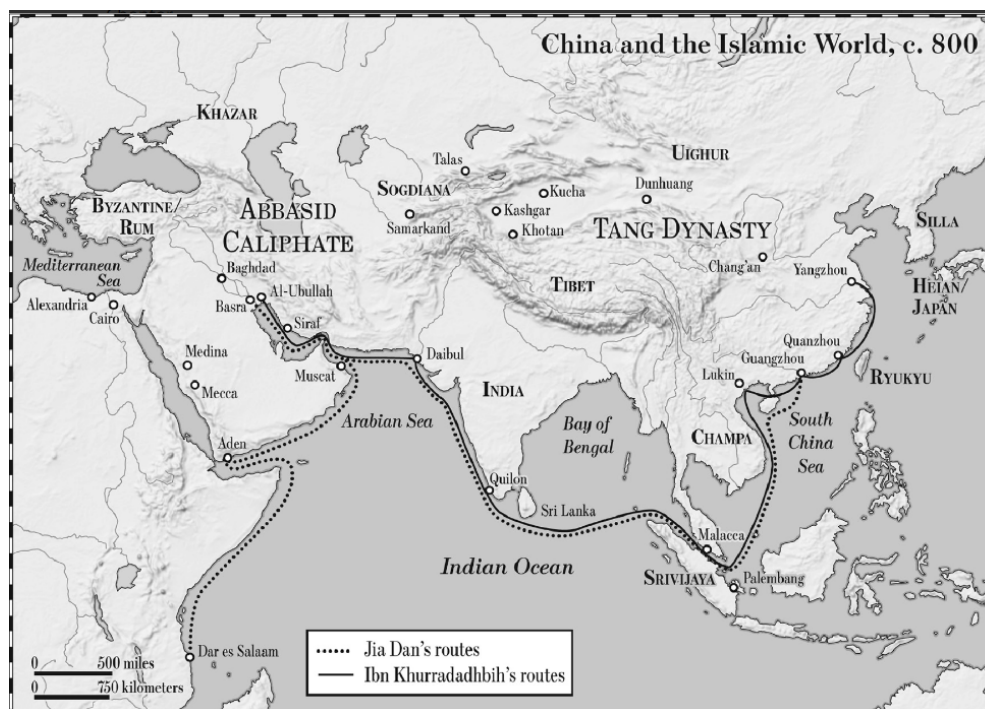 China and the Islamic World, c. 800
KHAZAR
UIGHUR
Talas
SOGDIANA
Kucha
Dunhuang
BYZANTINE/
RUM
ABBASID
CALIPHATE
Samarkand
Kashgar
Khotan
TANG DYNASTY
SILLA
Mediterranean
Sea
Baghdad
Chang'an
Yangzhou
TIBET
HEIAN/
JAPAN
Alexandria
Cairo
Basra
Al-Ubullah
Siraf
Quanzhou
Medina
Mecca
Muscat
Daibul
INDIA
Lukin
Guangzhou
RYUKYU
Arabian Sea
Bay of
Bengal
CHAMPA
South
China
Sea
Aden
Quilon
Sri Lanka
Malacca
Indian Ocean
SRIVIJAYA
Palembang
Dar es Salaam
0 500 miles
0 750 kilometers
Jia Dan's routes
Ibn Khurradadhbih's routes